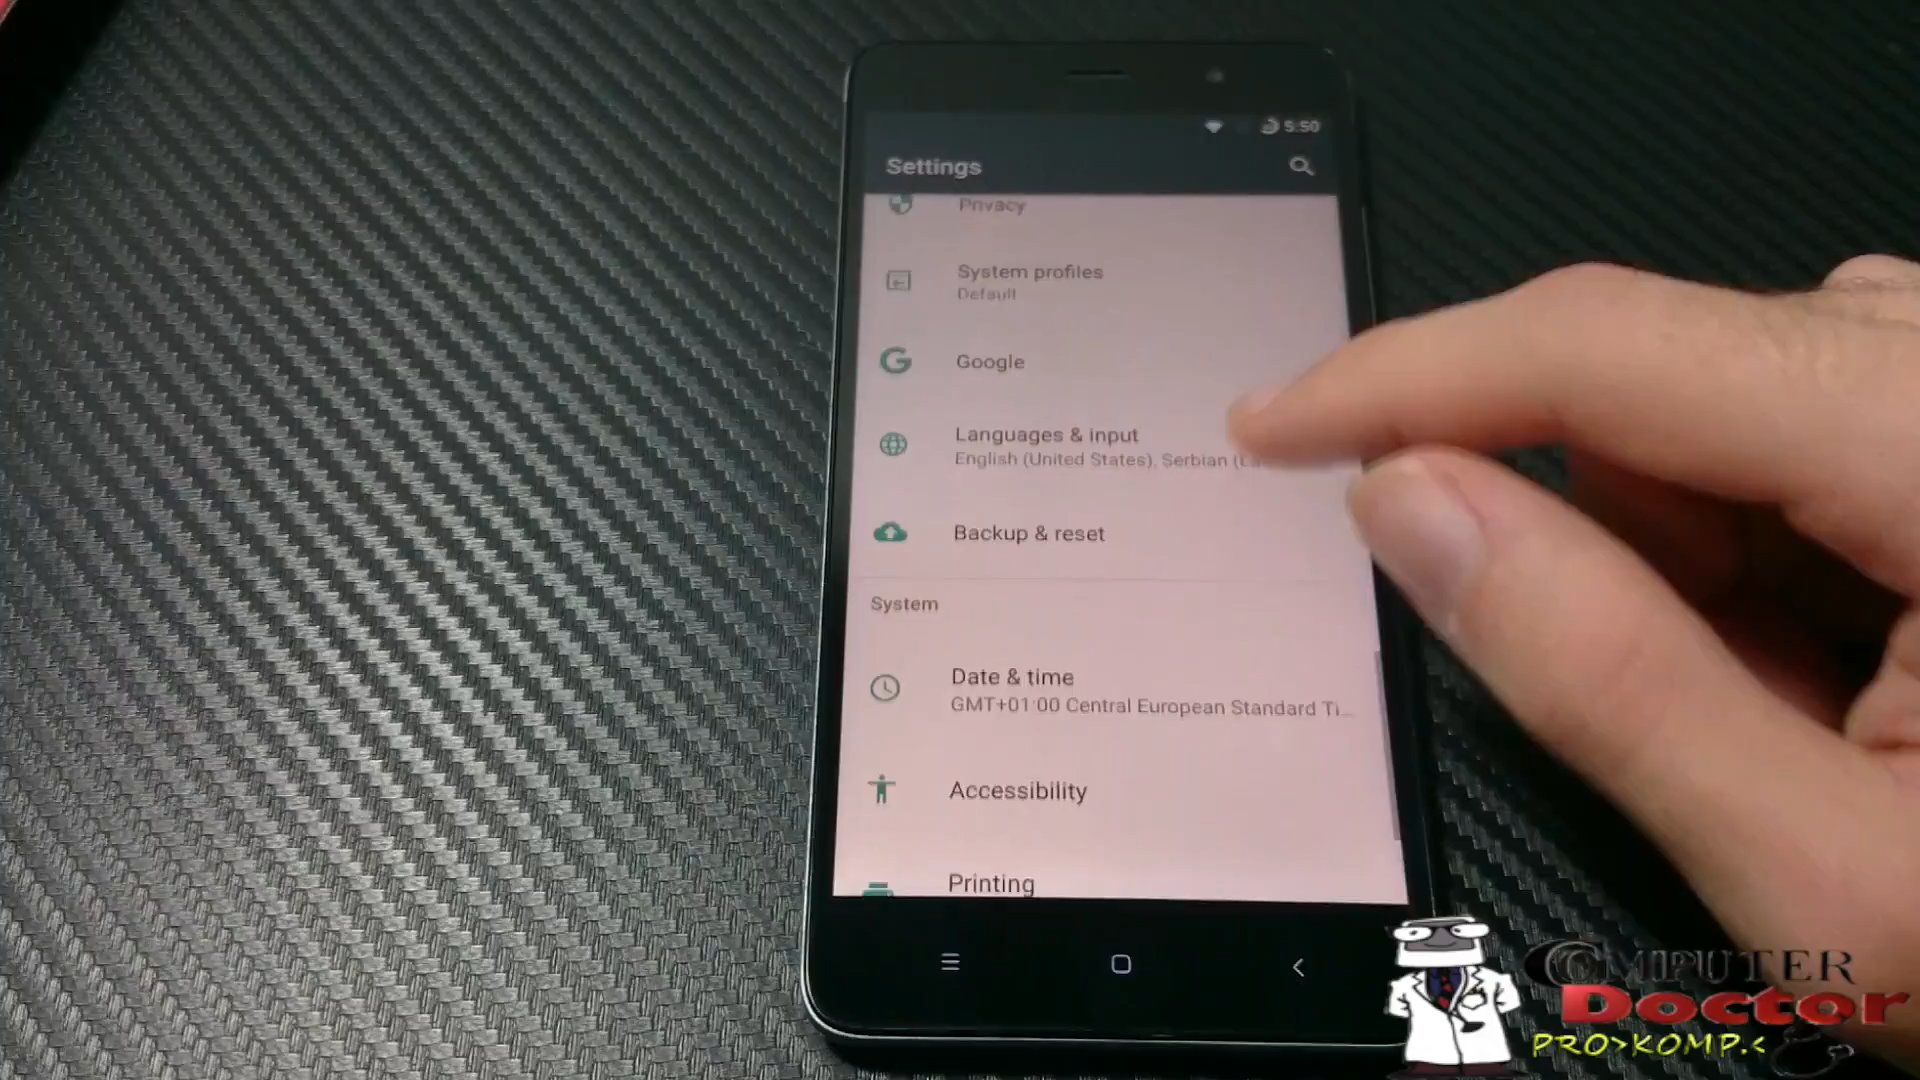 5:50
Settings
Privacy
System profiles
Default
Google
Languages & input
English (United States), Serbian (La
Backup & reset
System
Date & time
GMT+01:00 Central European Standard Ti…
Accessibility
Printing
COMPUTER
Doctor
PRO>KOMP.<